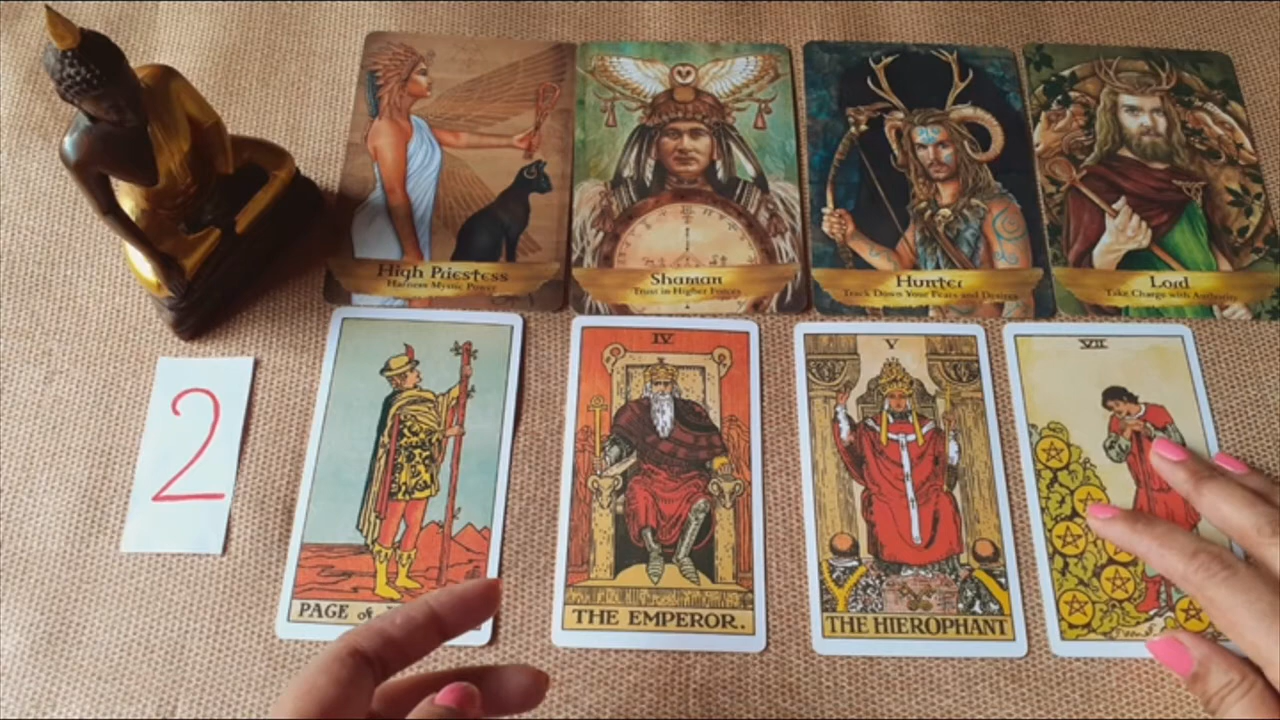 High Priestess
Harness Mystic Power
Shaman
Trust in Higher Forces
Hunter
Track Down Your Fears and Desires
Lord
Take Charge with Authority
2
PAGE of
IV
THE EMPEROR.
V
THE HIEROPHANT
VII